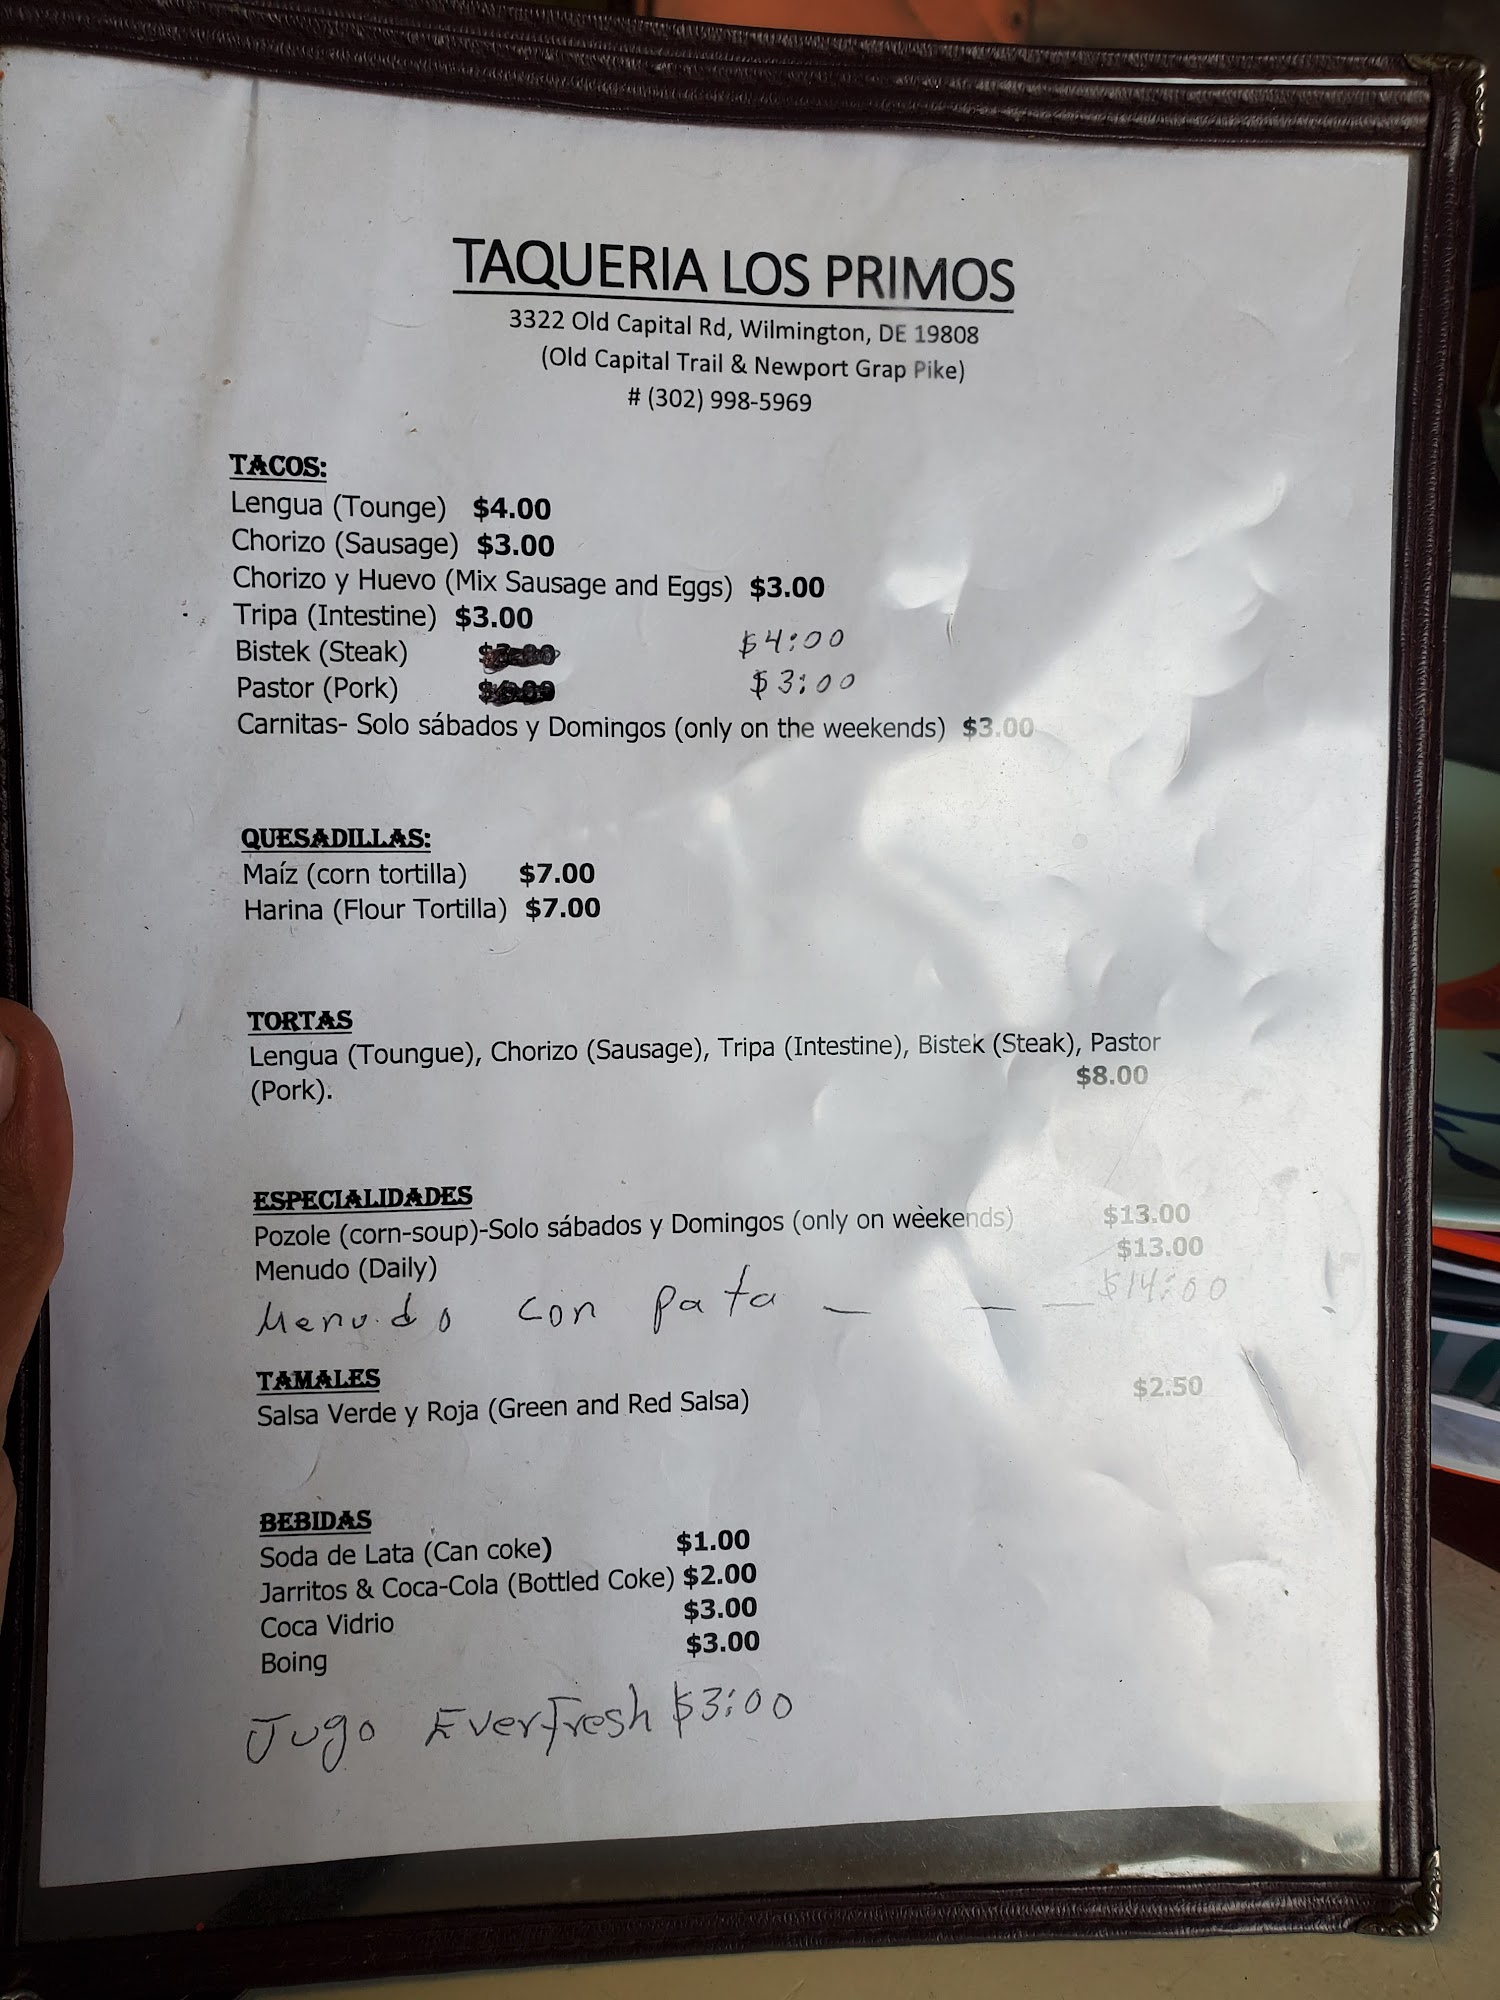 TAQUERIA LOS PRIMOS
3322 Old Capital Rd, Wilmington, DE 19808
(Old Capital Trail & Newport Grap Pike)
# (302) 998-5969
TACOS:
Lengua (Tounge) $4.00
Chorizo (Sausage) $3.00
Chorizo y Huevo (Mix Sausage and Eggs) $3.00
Tripa (Intestine) $3.00
Bistek (Steak) $4:00
Pastor (Pork) $3:00
Carnitas- Solo sábados y Domingos (only on the weekends) $3.00
QUESADILLAS:
Maíz (corn tortilla) $7.00
Harina (Flour Tortilla) $7.00
TORTAS
Lengua (Toungue), Chorizo (Sausage), Tripa (Intestine), Bistek (Steak), Pastor
(Pork). $8.00
ESPECIALIDADES
Pozole (corn-soup)-Solo sábados y Domingos (only on weekends) $13.00
Menudo (Daily) $13.00
Menudo con pata — — — $14:00
TAMALES
Salsa Verde y Roja (Green and Red Salsa) $2.50
BEBIDAS
Soda de Lata (Can coke) $1.00
Jarritos & Coca-Cola (Bottled Coke) $2.00
Coca Vidrio $3.00
Boing $3.00
Jugo Everfresh $3:00